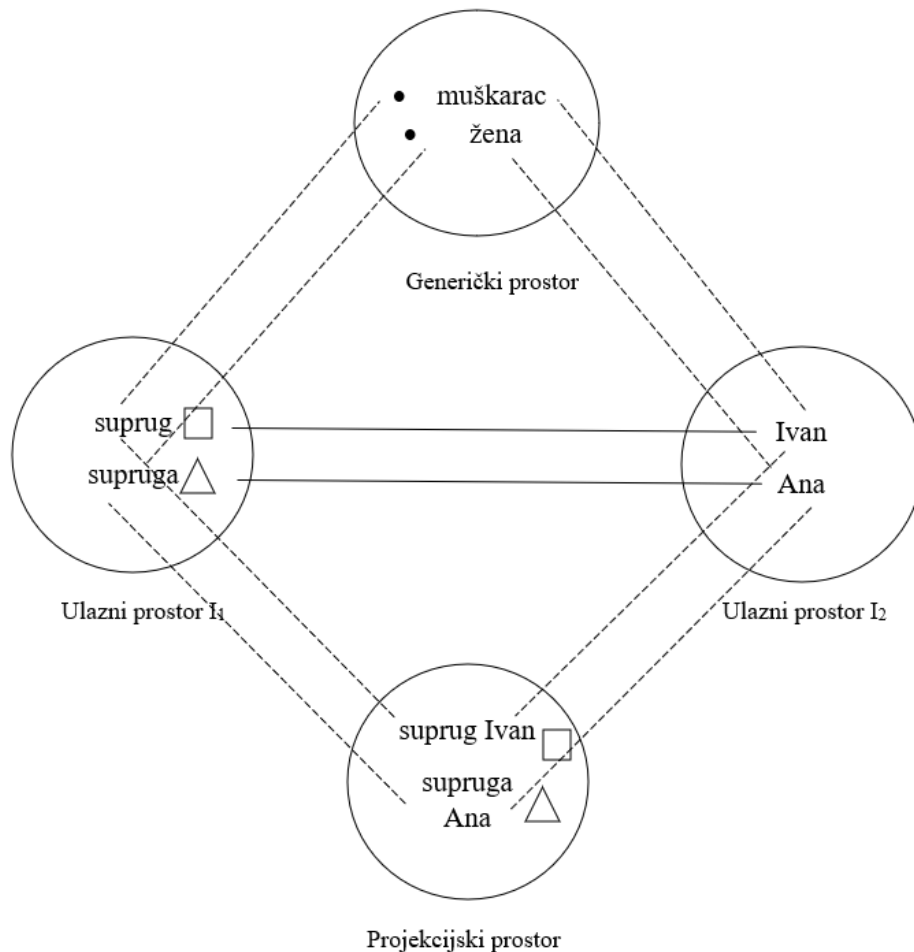 muškarac
žena
Generički prostor
suprug
supruga
Ulazni prostor I₁
Ivan
Ana
Ulazni prostor I₂
suprug Ivan
supruga
Ana
Projekcijski prostor